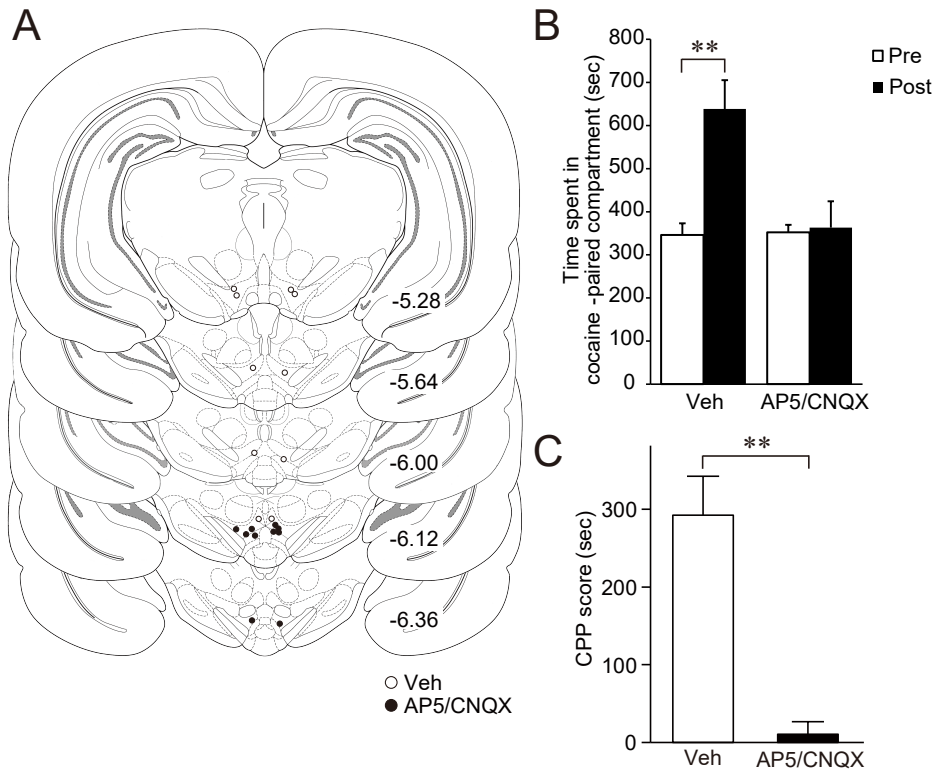 A
-5.28
-5.64
-6.00
-6.12
-6.36
Veh
AP5/CNQX
B
Time spent in
cocaine -paired compartment (sec)
800
700
600
500
400
300
200
100
0
**
Pre
Post
Veh AP5/CNQX
C
CPP score (sec)
300
200
100
0
**
Veh AP5/CNQX